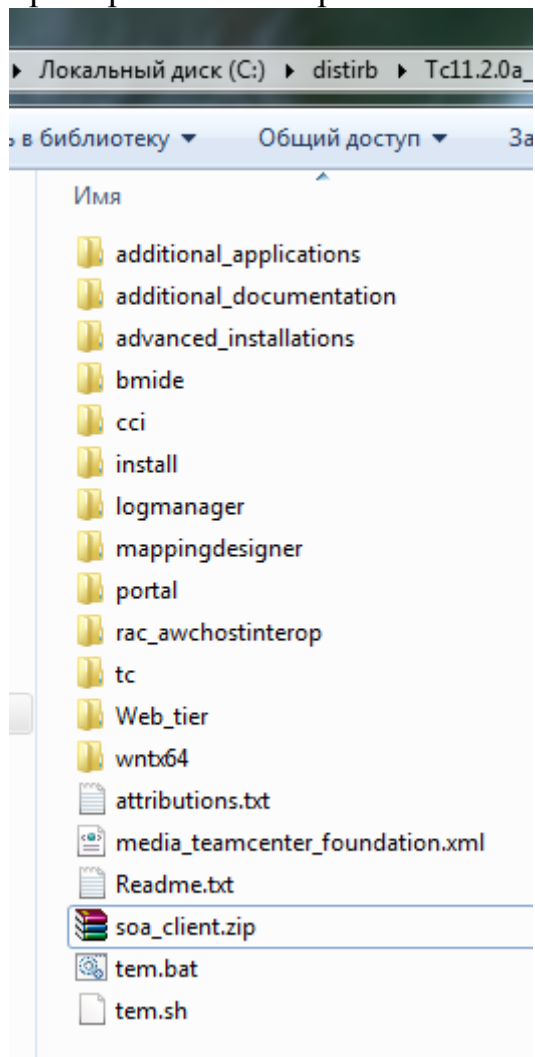 Локальный диск (C:) ▸ distirb ▸ Tc11.2.0a_
в библиотеку ▼ Общий доступ ▼ За
Имя
additional_applications
additional_documentation
advanced_installations
bmide
cci
install
logmanager
mappingdesigner
portal
rac_awchostinterop
tc
Web_tier
wntx64
attributions.txt
media_teamcenter_foundation.xml
Readme.txt
soa_client.zip
tem.bat
tem.sh